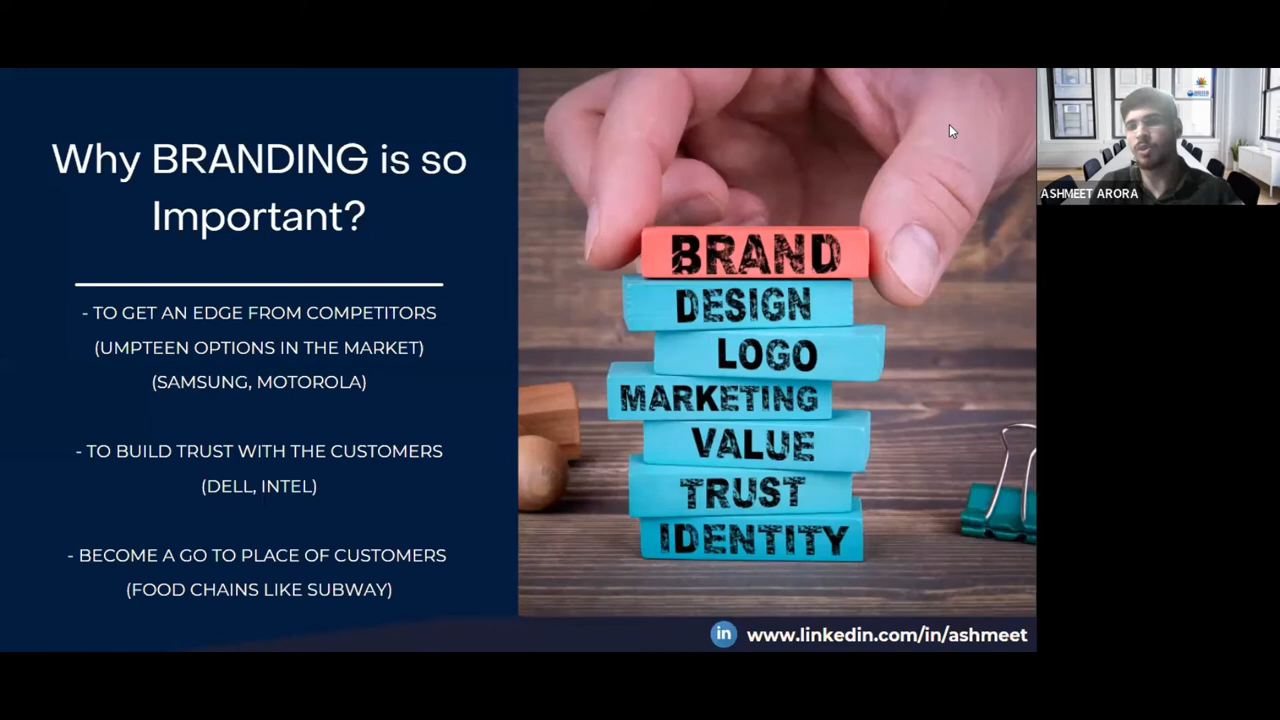 Why BRANDING is so
Important?
- TO GET AN EDGE FROM COMPETITORS
(UMPTEEN OPTIONS IN THE MARKET)
(SAMSUNG, MOTOROLA)
- TO BUILD TRUST WITH THE CUSTOMERS
(DELL, INTEL)
- BECOME A GO TO PLACE OF CUSTOMERS
(FOOD CHAINS LIKE SUBWAY)
BRAND
DESIGN
LOGO
MARKETING
VALUE
TRUST
IDENTITY
in
www.linkedin.com/in/ashmeet
ASHMEET ARORA